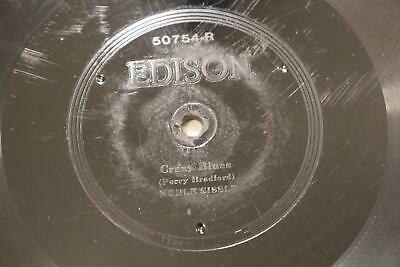 50754-R
EDISON
Crazy Blues
(Perry Bradford)
NOBLE SISSLE